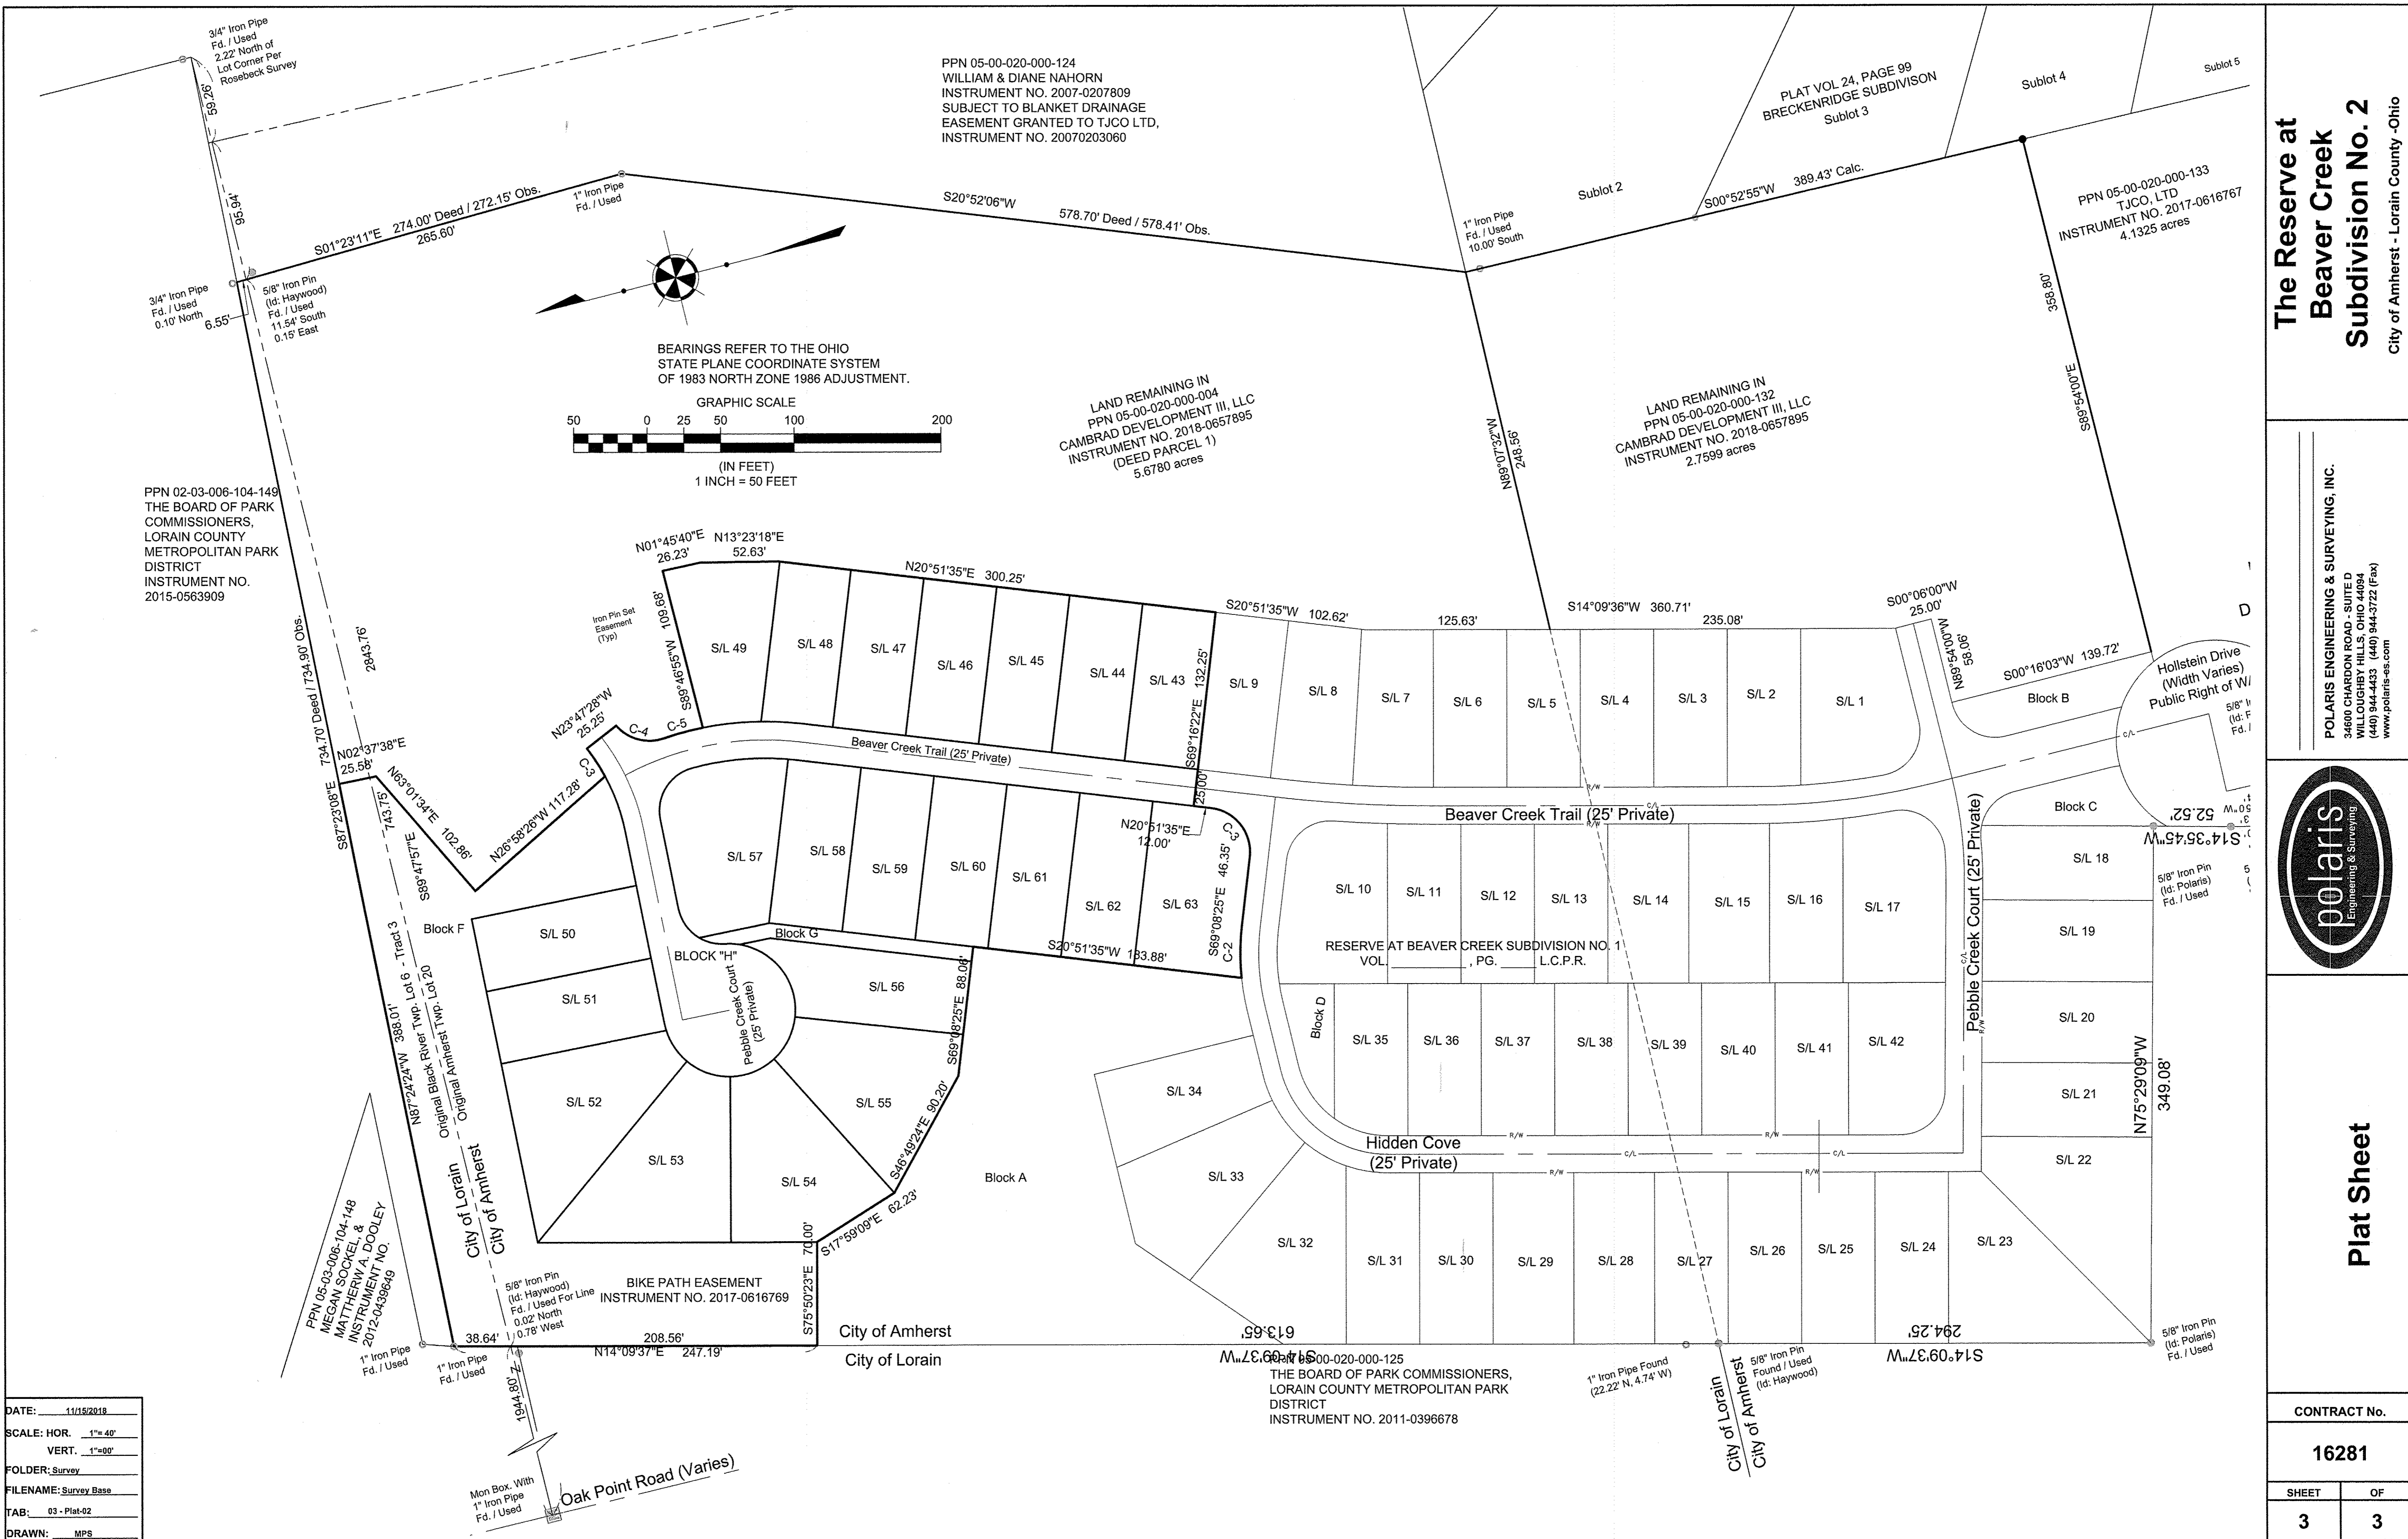 3/4" Iron Pipe
Fd. / Used
2.22' North of
Lot Corner Per
Rosebeck Survey
59.26'
95.94'
PPN 05-00-020-000-124
WILLIAM & DIANE NAHORN
INSTRUMENT NO. 2007-0207809
SUBJECT TO BLANKET DRAINAGE
EASEMENT GRANTED TO TJCO LTD,
INSTRUMENT NO. 20070203060
PLAT VOL 24, PAGE 99
BRECKENRIDGE SUBDIVISON
Sublot 3
Sublot 4
Sublot 5
Sublot 2
S01°23'11"E 274.00' Deed / 272.15' Obs.
265.60'
1" Iron Pipe
Fd. / Used
S20°52'06"W 578.70' Deed / 578.41' Obs.
1" Iron Pipe
Fd. / Used
10.00' South
S00°52'55"W 389.43' Calc.
PPN 05-00-020-000-133
TJCO, LTD
INSTRUMENT NO. 2017-0616767
4.1325 acres
358.80'
S89°54'00"E
3/4" Iron Pipe
Fd. / Used
0.10' North
6.55'
5/8" Iron Pin
(Id: Haywood)
Fd. / Used
11.54' South
0.15' East
BEARINGS REFER TO THE OHIO
STATE PLANE COORDINATE SYSTEM
OF 1983 NORTH ZONE 1986 ADJUSTMENT.
GRAPHIC SCALE
50 0 25 50 100 200
(IN FEET)
1 INCH = 50 FEET
LAND REMAINING IN
PPN 05-00-020-000-004
CAMBRAD DEVELOPMENT III, LLC
INSTRUMENT NO. 2018-0657895
(DEED PARCEL 1)
5.6780 acres
N89°07'32"W
248.56'
LAND REMAINING IN
PPN 05-00-020-000-132
CAMBRAD DEVELOPMENT III, LLC
INSTRUMENT NO. 2018-0657895
2.7599 acres
PPN 02-03-006-104-149
THE BOARD OF PARK
COMMISSIONERS,
LORAIN COUNTY
METROPOLITAN PARK
DISTRICT
INSTRUMENT NO.
2015-0563909
S87°23'08"E 734.70' Deed / 734.90' Obs.
2843.76'
N01°45'40"E
26.23'
N13°23'18"E
52.63'
N20°51'35"E 300.25'
Iron Pin Set
Easement
(Typ)
S89°46'55"W 109.68'
S20°51'35"W 102.62'
125.63'
S14°09'36"W 360.71'
235.08'
S00°06'00"W
25.00'
N89°54'00"W
58.06'
S00°16'03"W 139.72'
Block B
Hollstein Drive
(Width Varies)
Public Right of W/
D
S/L 49
S/L 48
S/L 47
S/L 46
S/L 45
S/L 44
S/L 43
S69°16'22"E 132.25'
S/L 9
S/L 8
S/L 7
S/L 6
S/L 5
S/L 4
S/L 3
S/L 2
S/L 1
N23°47'28"W
25.25'
C-4
C-5
C-3
Beaver Creek Trail (25' Private)
25.00'
R/W
C/L
Beaver Creek Trail (25' Private)
R/W
C/L
N02°37'38"E
25.58'
N63°01'34"E 102.86'
N26°58'26"W 117.28'
743.75'
S89°47'57"E
N20°51'35"E
12.00'
C-3
S69°08'25"E 46.35'
C-2
S/L 57
S/L 58
S/L 59
S/L 60
S/L 61
S/L 62
S/L 63
S20°51'35"W 183.88'
S/L 10
S/L 11
S/L 12
S/L 13
S/L 14
S/L 15
S/L 16
S/L 17
RESERVE AT BEAVER CREEK SUBDIVISION NO. 1
VOL. , PG. L.C.P.R.
Pebble Creek Court (25' Private)
C/L
R/W
Block C
52.52'
S14°35'45"W
S/L 18
5/8" Iron Pin
(Id: Polaris)
Fd. / Used
S/L 19
S/L 20
S/L 21
S/L 22
N75°29'09"W
349.08'
Block F
S/L 50
S/L 51
S/L 52
S/L 53
S/L 54
S/L 55
S/L 56
BLOCK "H"
Block G
Pebble Creek Court
(25' Private)
S69°08'25"E 88.06'
S46°49'24"E 90.20'
S17°59'09"E 62.23'
S75°50'23"E 70.00'
Block A
Block D
S/L 35
S/L 36
S/L 37
S/L 38
S/L 39
S/L 40
S/L 41
S/L 42
Hidden Cove
(25' Private)
R/W
R/W
C/L
C/L
R/W
R/W
S/L 34
S/L 33
S/L 32
S/L 31
S/L 30
S/L 29
S/L 28
S/L 27
S/L 26
S/L 25
S/L 24
S/L 23
N87°24'24"W 388.01'
Original Black River Twp. Lot 6 - Tract 3
Original Amherst Twp. Lot 20
City of Lorain
City of Amherst
PPN 05-03-006-104-148
MEGAN SOCKEL, &
MATTHERW A. DOOLEY
INSTRUMENT NO.
2012-0439649
5/8" Iron Pin
(Id: Haywood)
Fd. / Used For Line
0.02' North
0.78' West
BIKE PATH EASEMENT
INSTRUMENT NO. 2017-0616769
38.64'
208.56'
N14°09'37"E 247.19'
City of Amherst
City of Lorain
613.65'
S14°09'37"W
PPN 05-00-020-000-125
THE BOARD OF PARK COMMISSIONERS,
LORAIN COUNTY METROPOLITAN PARK
DISTRICT
INSTRUMENT NO. 2011-0396678
1" Iron Pipe Found
(22.22' N, 4.74' W)
City of Lorain
City of Amherst
5/8" Iron Pin
Found / Used
(Id: Haywood)
294.25'
S14°09'37"W
5/8" Iron Pin
(Id: Polaris)
Fd. / Used
1" Iron Pipe
Fd. / Used
1" Iron Pipe
Fd. / Used
1944.80'
Mon Box. With
1" Iron Pipe
Fd. / Used
Oak Point Road (Varies)
DATE: 11/15/2018
SCALE: HOR. 1"= 40'
VERT. 1"=00'
FOLDER: Survey
FILENAME: Survey Base
TAB: 03 - Plat-02
DRAWN: MPS
The Reserve at
Beaver Creek
Subdivision No. 2
City of Amherst - Lorain County -Ohio
POLARIS ENGINEERING & SURVEYING, INC.
34600 CHARDON ROAD - SUITE D
WILLOUGHBY HILLS, OHIO 44094
(440) 944-4433 (440) 944-3722 (Fax)
www.polaris-es.com
polaris
Engineering & Surveying
Plat Sheet
CONTRACT No.
16281
SHEET OF
3 3